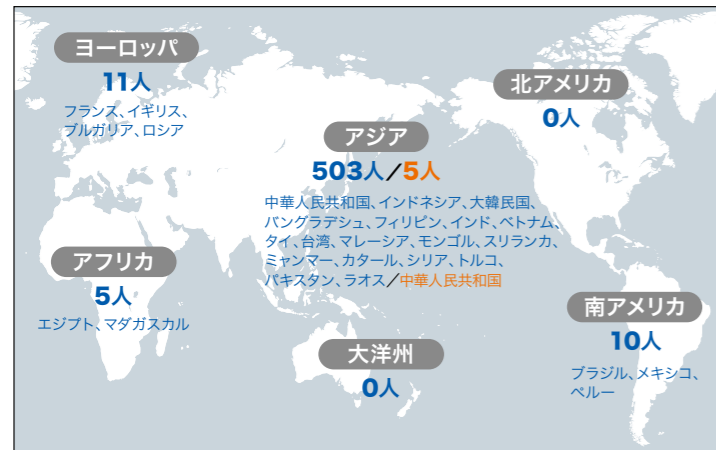 ヨーロッパ
11人
フランス、イギリス、
ブルガリア、ロシア
北アメリカ
0人
アジア
503人／5人
中華人民共和国、インドネシア、大韓民国、
バングラデシュ、フィリピン、インド、ベトナム、
タイ、台湾、マレーシア、モンゴル、スリランカ、
ミャンマー、カタール、シリア、トルコ、
パキスタン、ラオス／中華人民共和国
アフリカ
5人
エジプト、マダガスカル
南アメリカ
10人
ブラジル、メキシコ、
ペルー
大洋州
0人